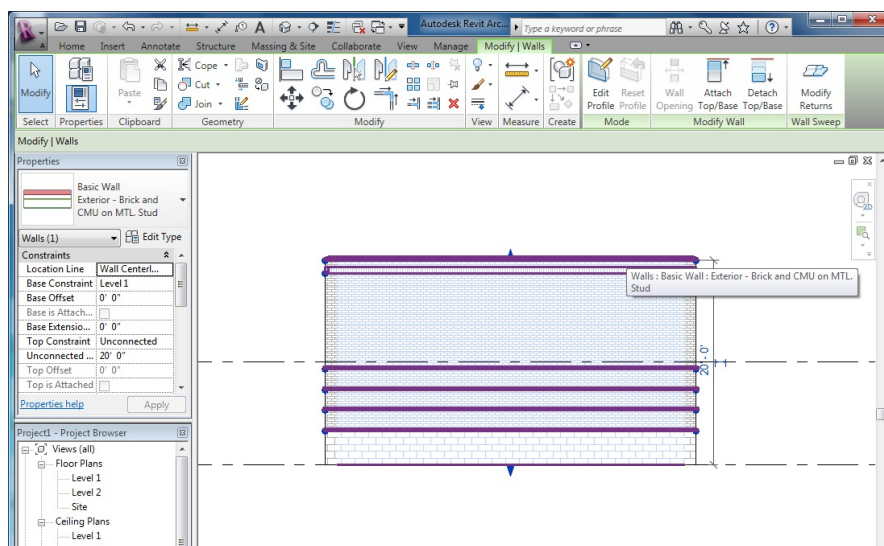 Autodesk Revit Arc...
Type a keyword or phrase
Home Insert Annotate Structure Massing & Site Collaborate View Manage Modify | Walls
Modify
Paste
Cope
Cut
Join
Edit Profile
Reset Profile
Wall Opening
Attach Top/Base
Detach Top/Base
Modify Returns
Select Properties Clipboard Geometry Modify View Measure Create Mode Modify Wall Wall Sweep
Modify | Walls
Properties
Basic Wall
Exterior - Brick and
CMU on MTL. Stud
Walls (1) Edit Type
Constraints
Location Line Wall Centerl...
Base Constraint Level 1
Base Offset 0' 0"
Base is Attach...
Base Extensio... 0' 0"
Top Constraint Unconnected
Unconnected ... 20' 0"
Top Offset 0' 0"
Top is Attached
Properties help Apply
Project1 - Project Browser
Views (all)
Floor Plans
Level 1
Level 2
Site
Ceiling Plans
Level 1
2D
Walls : Basic Wall : Exterior - Brick and CMU on MTL.
Stud
20' - 0"